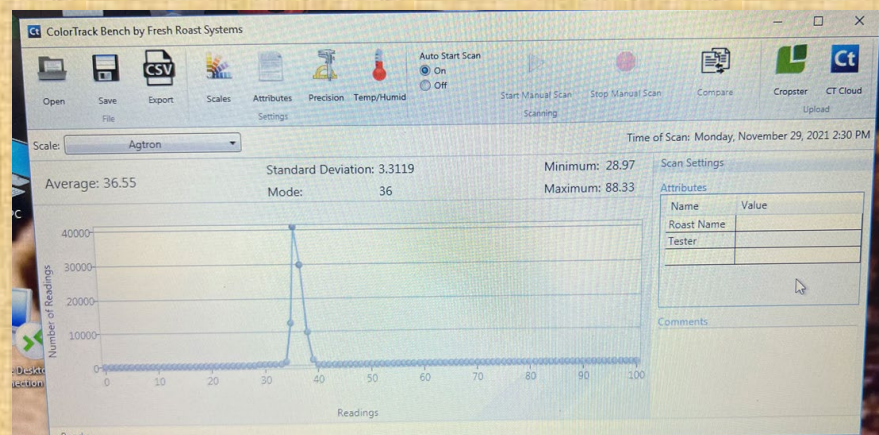 Ct ColorTrack Bench by Fresh Roast Systems
Open
Save
CSV
Export
Scales
Attributes
Precision
Temp/Humid
Auto Start Scan
On
Off
Start Manual Scan
Stop Manual Scan
Compare
Cropster
Ct
CT Cloud
File
Settings
Scanning
Upload
Scale: Agtron
Time of Scan: Monday, November 29, 2021 2:30 PM
Average: 36.55
Standard Deviation: 3.3119
Mode: 36
Minimum: 28.97
Maximum: 88.33
Scan Settings
Attributes
Name Value
Roast Name
Tester
Comments
Number of Readings
40000
30000
20000
10000
0
0 10 20 30 40 50 60 70 80 90 100
Readings